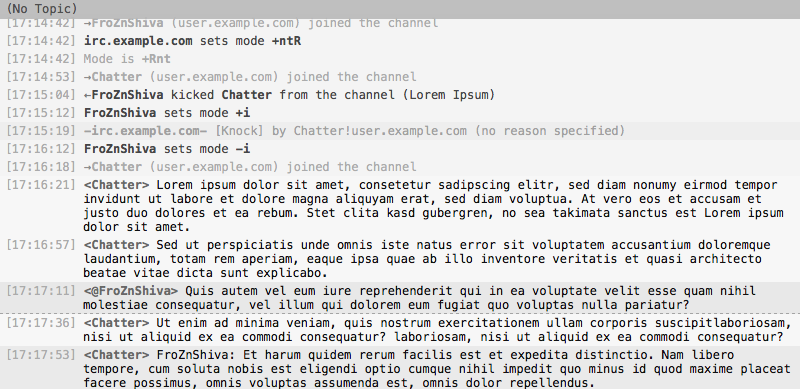 (No Topic)
[17:14:42] →FroZnShiva (user.example.com) joined the channel
[17:14:42] irc.example.com sets mode +ntR
[17:14:42] Mode is +Rnt
[17:14:53] →Chatter (user.example.com) joined the channel
[17:15:04] ←FroZnShiva kicked Chatter from the channel (Lorem Ipsum)
[17:15:12] FroZnShiva sets mode +i
[17:15:19] -irc.example.com- [Knock] by Chatter!user.example.com (no reason specified)
[17:16:12] FroZnShiva sets mode -i
[17:16:18] →Chatter (user.example.com) joined the channel
[17:16:21] <Chatter> Lorem ipsum dolor sit amet, consetetur sadipscing elitr, sed diam nonumy eirmod tempor
invidunt ut labore et dolore magna aliquyam erat, sed diam voluptua. At vero eos et accusam et
justo duo dolores et ea rebum. Stet clita kasd gubergren, no sea takimata sanctus est Lorem ipsum
dolor sit amet.
[17:16:57] <Chatter> Sed ut perspiciatis unde omnis iste natus error sit voluptatem accusantium doloremque
laudantium, totam rem aperiam, eaque ipsa quae ab illo inventore veritatis et quasi architecto
beatae vitae dicta sunt explicabo.
[17:17:11] <@FroZnShiva> Quis autem vel eum iure reprehenderit qui in ea voluptate velit esse quam nihil
molestiae consequatur, vel illum qui dolorem eum fugiat quo voluptas nulla pariatur?
[17:17:36] <Chatter> Ut enim ad minima veniam, quis nostrum exercitationem ullam corporis suscipitlaboriosam,
nisi ut aliquid ex ea commodi consequatur? laboriosam, nisi ut aliquid ex ea commodi consequatur?
[17:17:53] <Chatter> FroZnShiva: Et harum quidem rerum facilis est et expedita distinctio. Nam libero
tempore, cum soluta nobis est eligendi optio cumque nihil impedit quo minus id quod maxime placeat
facere possimus, omnis voluptas assumenda est, omnis dolor repellendus.